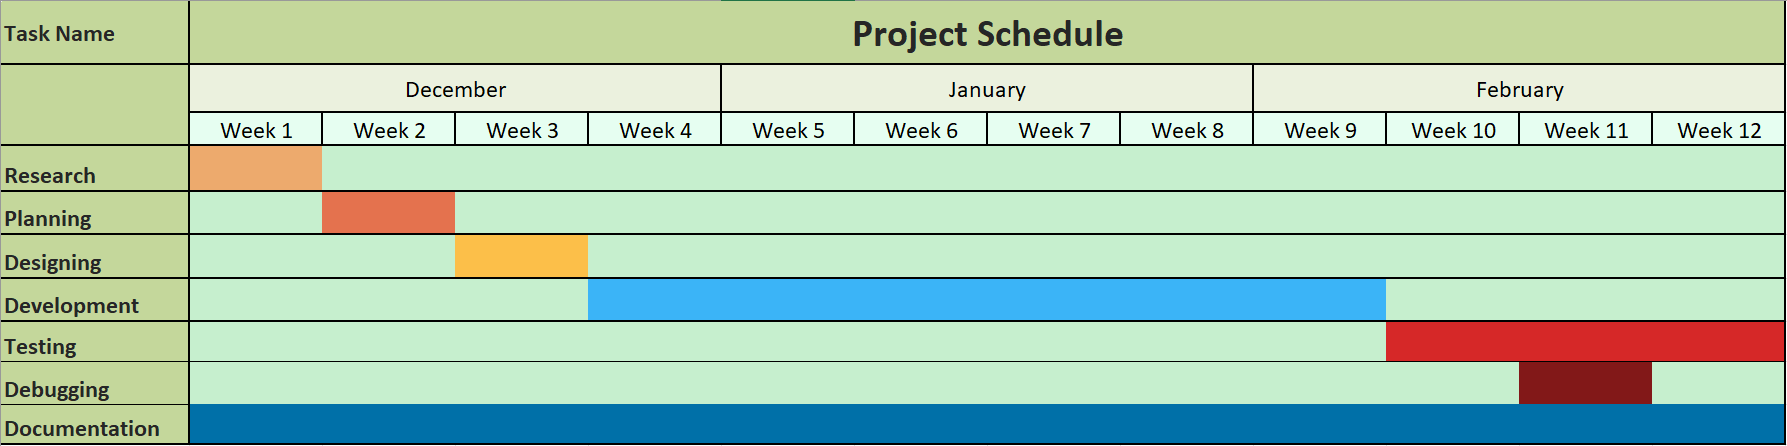 Task Name Project Schedule
December January February
Week 1 Week 2 Week 3 Week 4 Week 5 Week 6 Week 7 Week 8 Week 9 Week 10 Week 11 Week 12
Research
Planning
Designing
Development
Testing
Debugging
Documentation